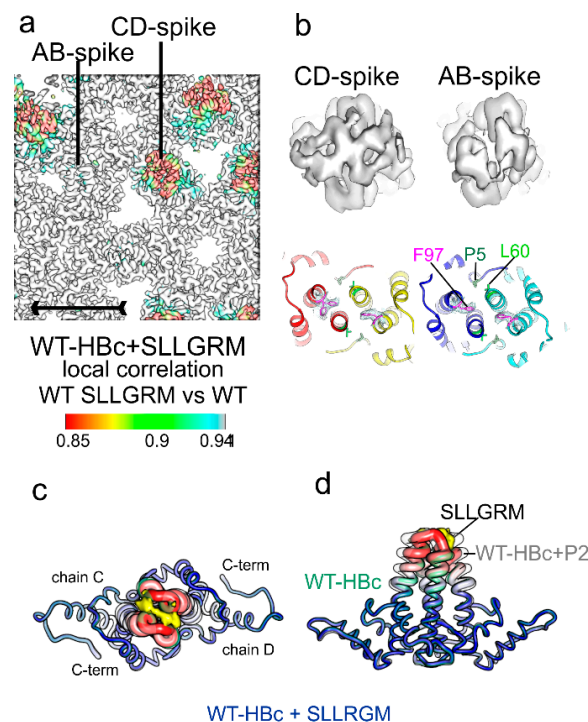 a
CD-spike
AB-spike
WT-HBc+SLLGRM
local correlation
WT SLLGRM vs WT
0.85
0.9
0.94
b
CD-spike AB-spike
F97 P5 L60
c
chain C
C-term
C-term
chain D
d
SLLGRM
WT-HBc+P2
WT-HBc
WT-HBc + SLLRGM